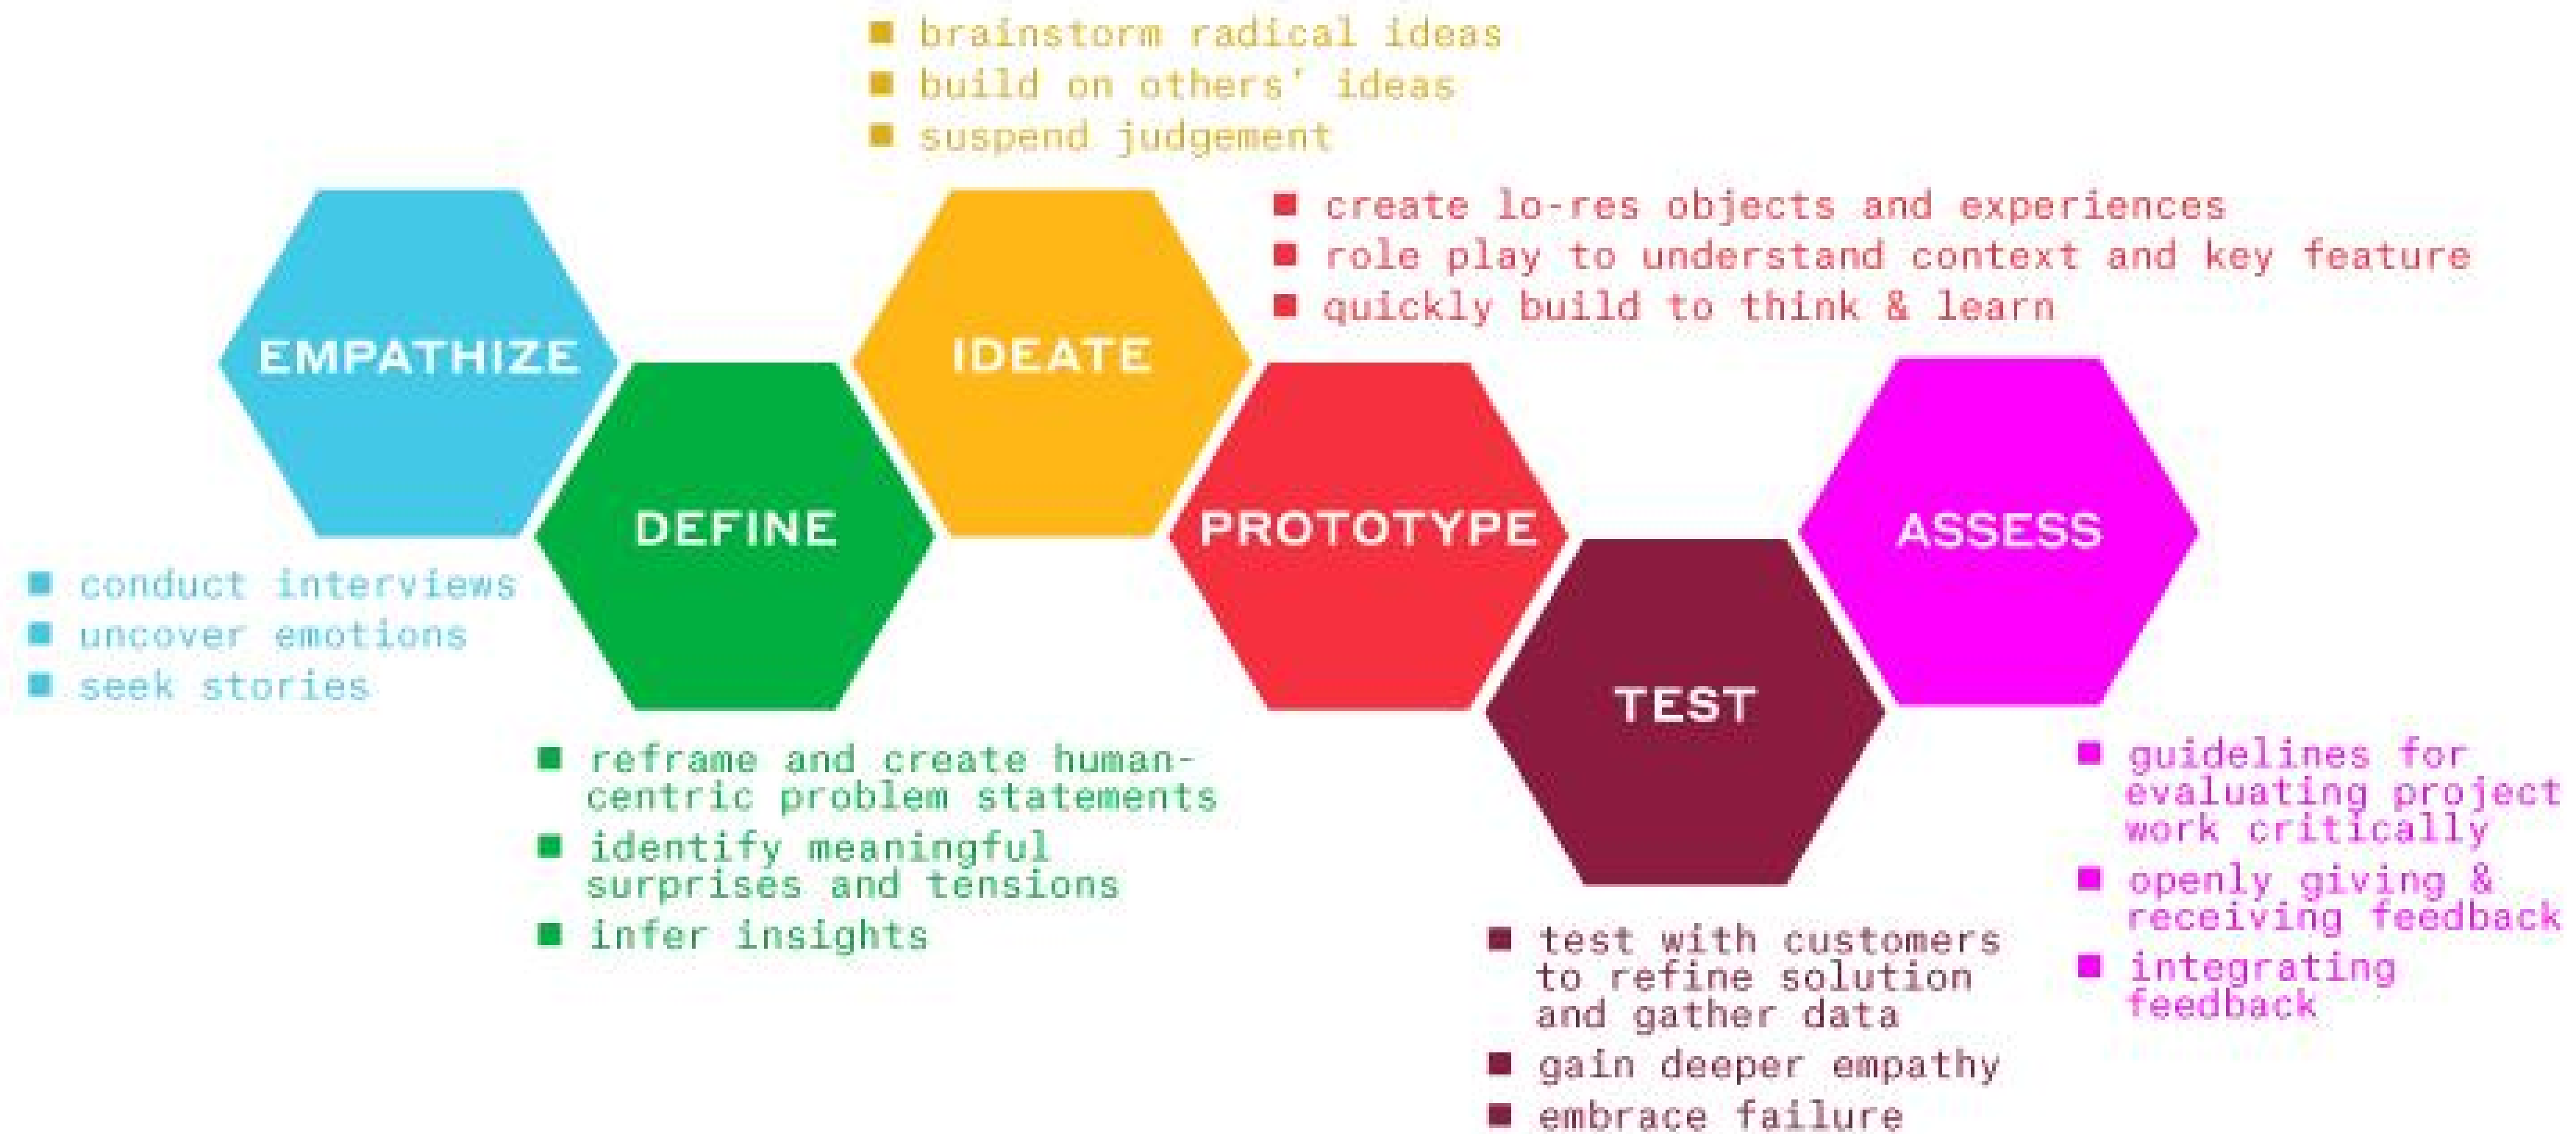 EMPATHIZE
■ conduct interviews
■ uncover emotions
■ seek stories
DEFINE
■ reframe and create human-
centric problem statements
■ identify meaningful
surprises and tensions
■ infer insights
■ brainstorm radical ideas
■ build on others' ideas
■ suspend judgement
IDEATE
■ create lo-res objects and experiences
■ role play to understand context and key feature
■ quickly build to think & learn
PROTOTYPE
TEST
■ test with customers
to refine solution
and gather data
■ gain deeper empathy
■ embrace failure
ASSESS
■ guidelines for
evaluating project
work critically
■ openly giving &
receiving feedback
■ integrating
feedback